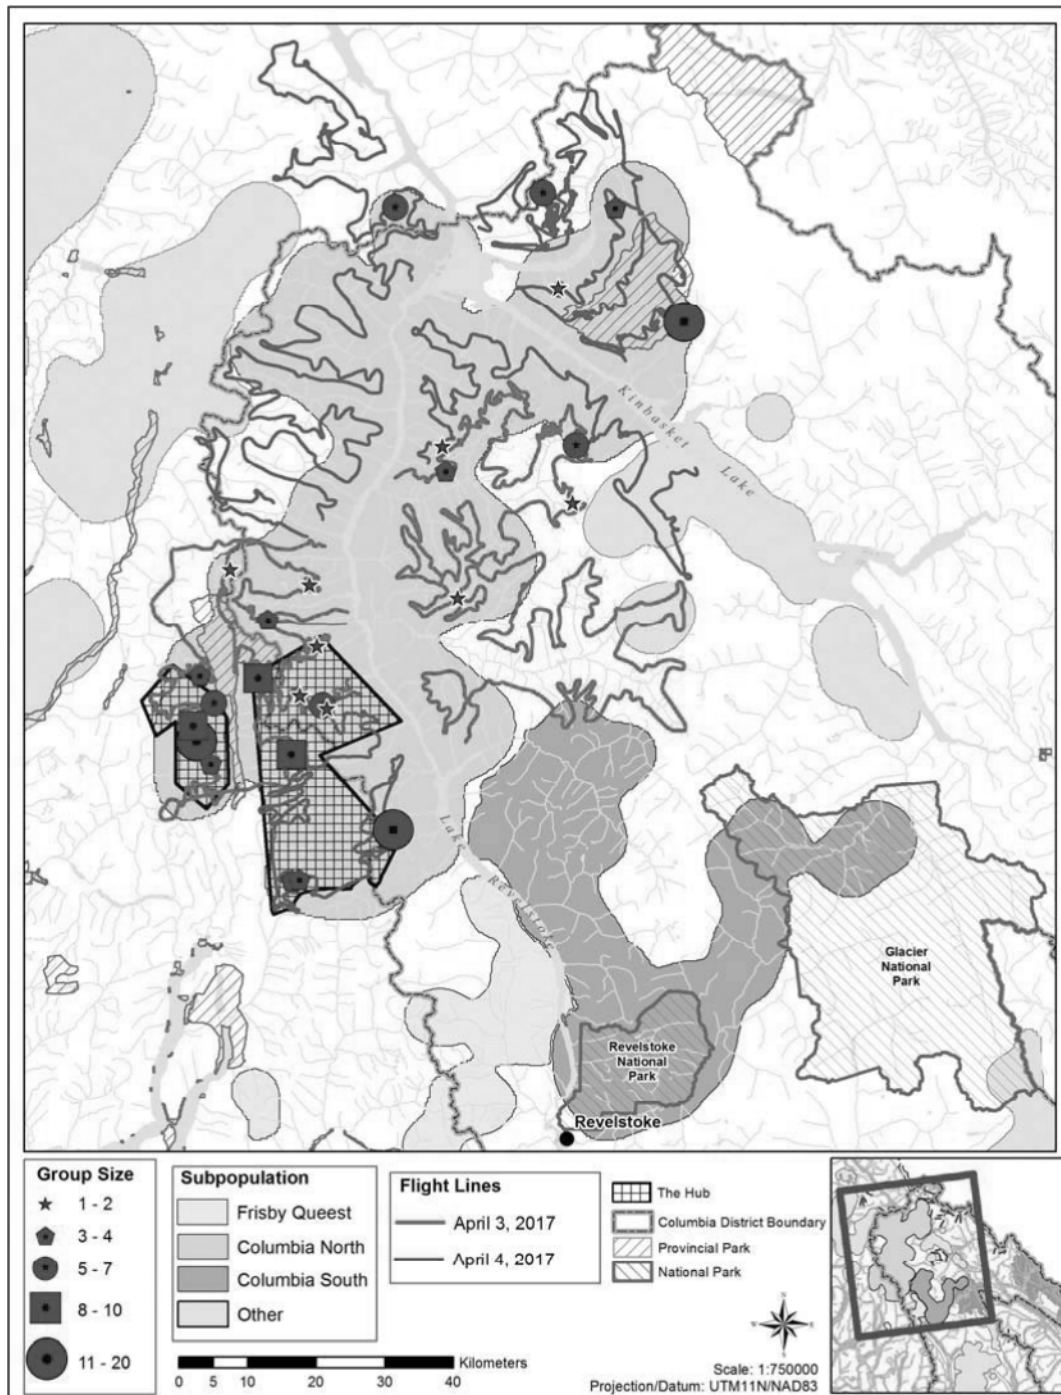 Kinbasket Lake
Lake Revelstoke
Glacier
National
Park
Revelstoke
National
Park
Revelstoke
Group Size
1 - 2
3 - 4
5 - 7
8 - 10
11 - 20
Subpopulation
Frisby Queest
Columbia North
Columbia South
Other
Flight Lines
April 3, 2017
April 4, 2017
The Hub
Columbia District Boundary
Provincial Park
National Park
N
W
E
S
Kilometers
0 5 10 20 30 40
Scale: 1:750000
Projection/Datum: UTM11N/NAD83